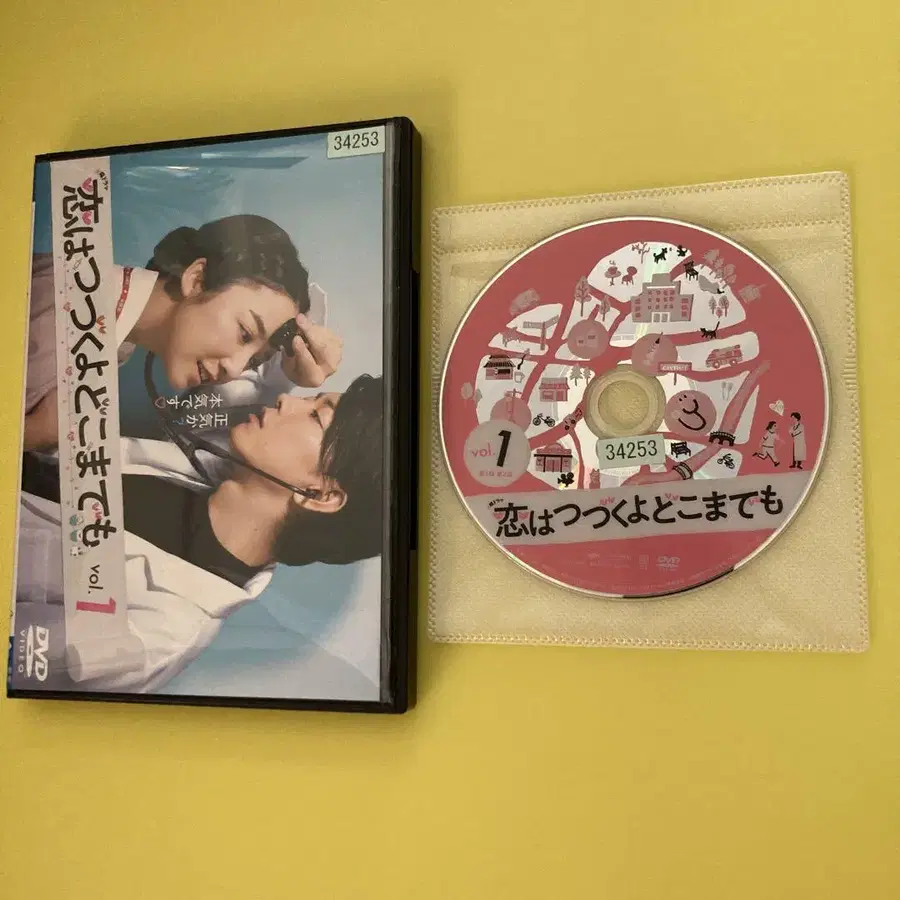 34253
恋はつづくよどこまでも
vol.1
正気か?
本気です♡
DVD
VIDEO
vol.
1
34253
恋はつづくよどこまでも
DVD